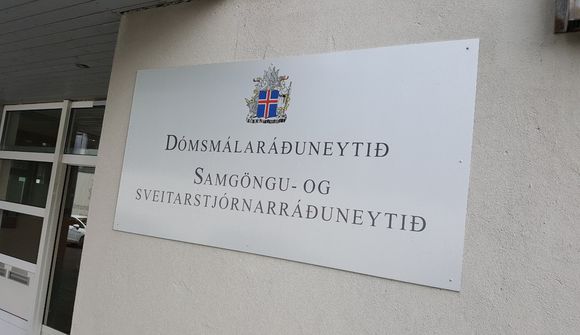 DÓMSMÁLARÁÐUNEYTIÐ
SAMGÖNGU- OG
SVEITARSTJÓRNARRÁÐUNEYTIÐ